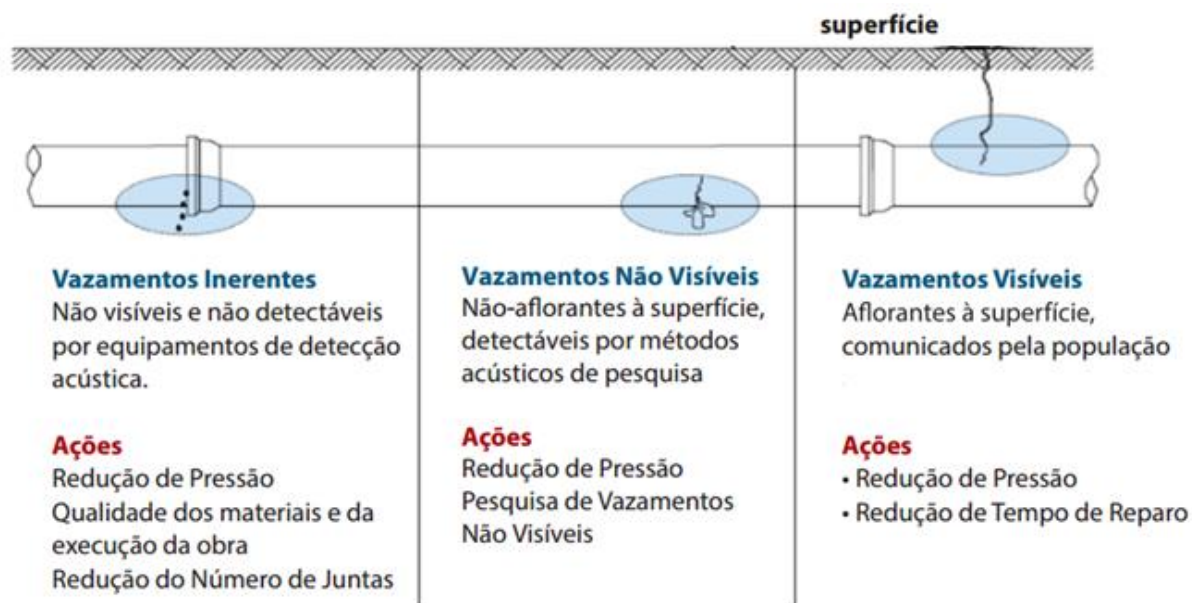 superfície
Vazamentos Inerentes
Não visíveis e não detectáveis
por equipamentos de detecção
acústica.
Ações
Redução de Pressão
Qualidade dos materiais e da
execução da obra
Redução do Número de Juntas
Vazamentos Não Visíveis
Não-aflorantes à superfície,
detectáveis por métodos
acústicos de pesquisa
Ações
Redução de Pressão
Pesquisa de Vazamentos
Não Visíveis
Vazamentos Visíveis
Aflorantes à superfície,
comunicados pela população
Ações
• Redução de Pressão
• Redução de Tempo de Reparo